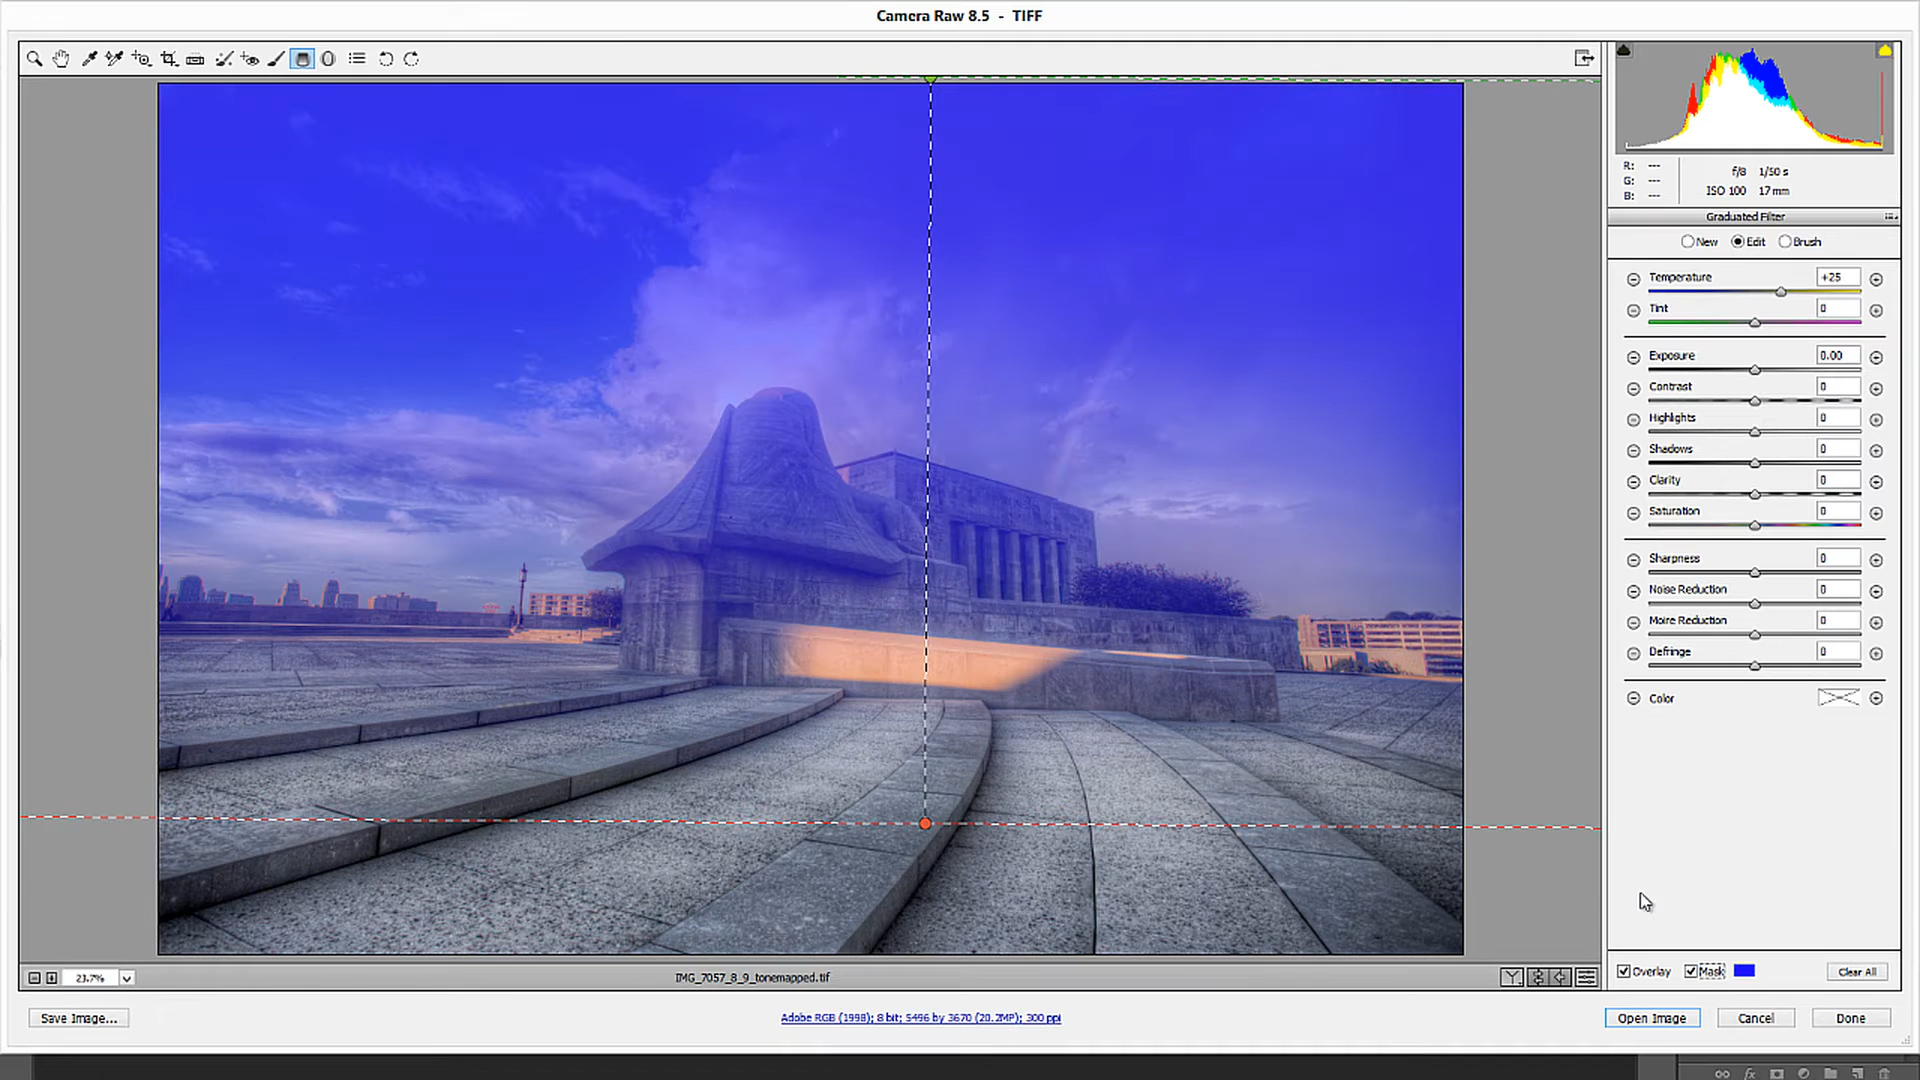 Camera Raw 8.5 - TIFF
R: ---
G: ---
B: ---
f/8 1/50 s
ISO 100 17 mm
Graduated Filter
New Edit Brush
Temperature +25
Tint 0
Exposure 0.00
Contrast 0
Highlights 0
Shadows 0
Clarity 0
Saturation 0
Sharpness 0
Noise Reduction 0
Moire Reduction 0
Defringe 0
Color
Overlay Mask Clear All
23.7% IMG_7057_8_9_tonemapped.tif
Save Image... Adobe RGB (1998); 8 bit; 5496 by 3670 (20.2MP); 300 ppi Open Image Cancel Done
fx